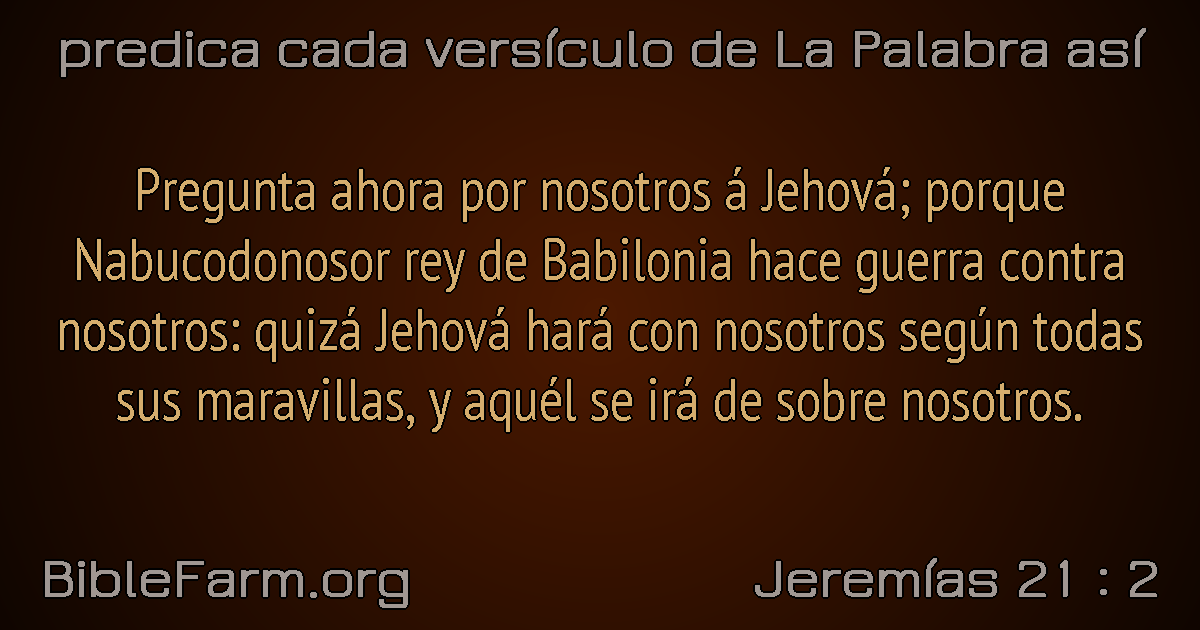 predica cada versículo de La Palabra así
Pregunta ahora por nosotros á Jehová; porque
Nabucodonosor rey de Babilonia hace guerra contra
nosotros: quizá Jehová hará con nosotros según todas
sus maravillas, y aquél se irá de sobre nosotros.
BibleFarm.org
Jeremías 21 : 2